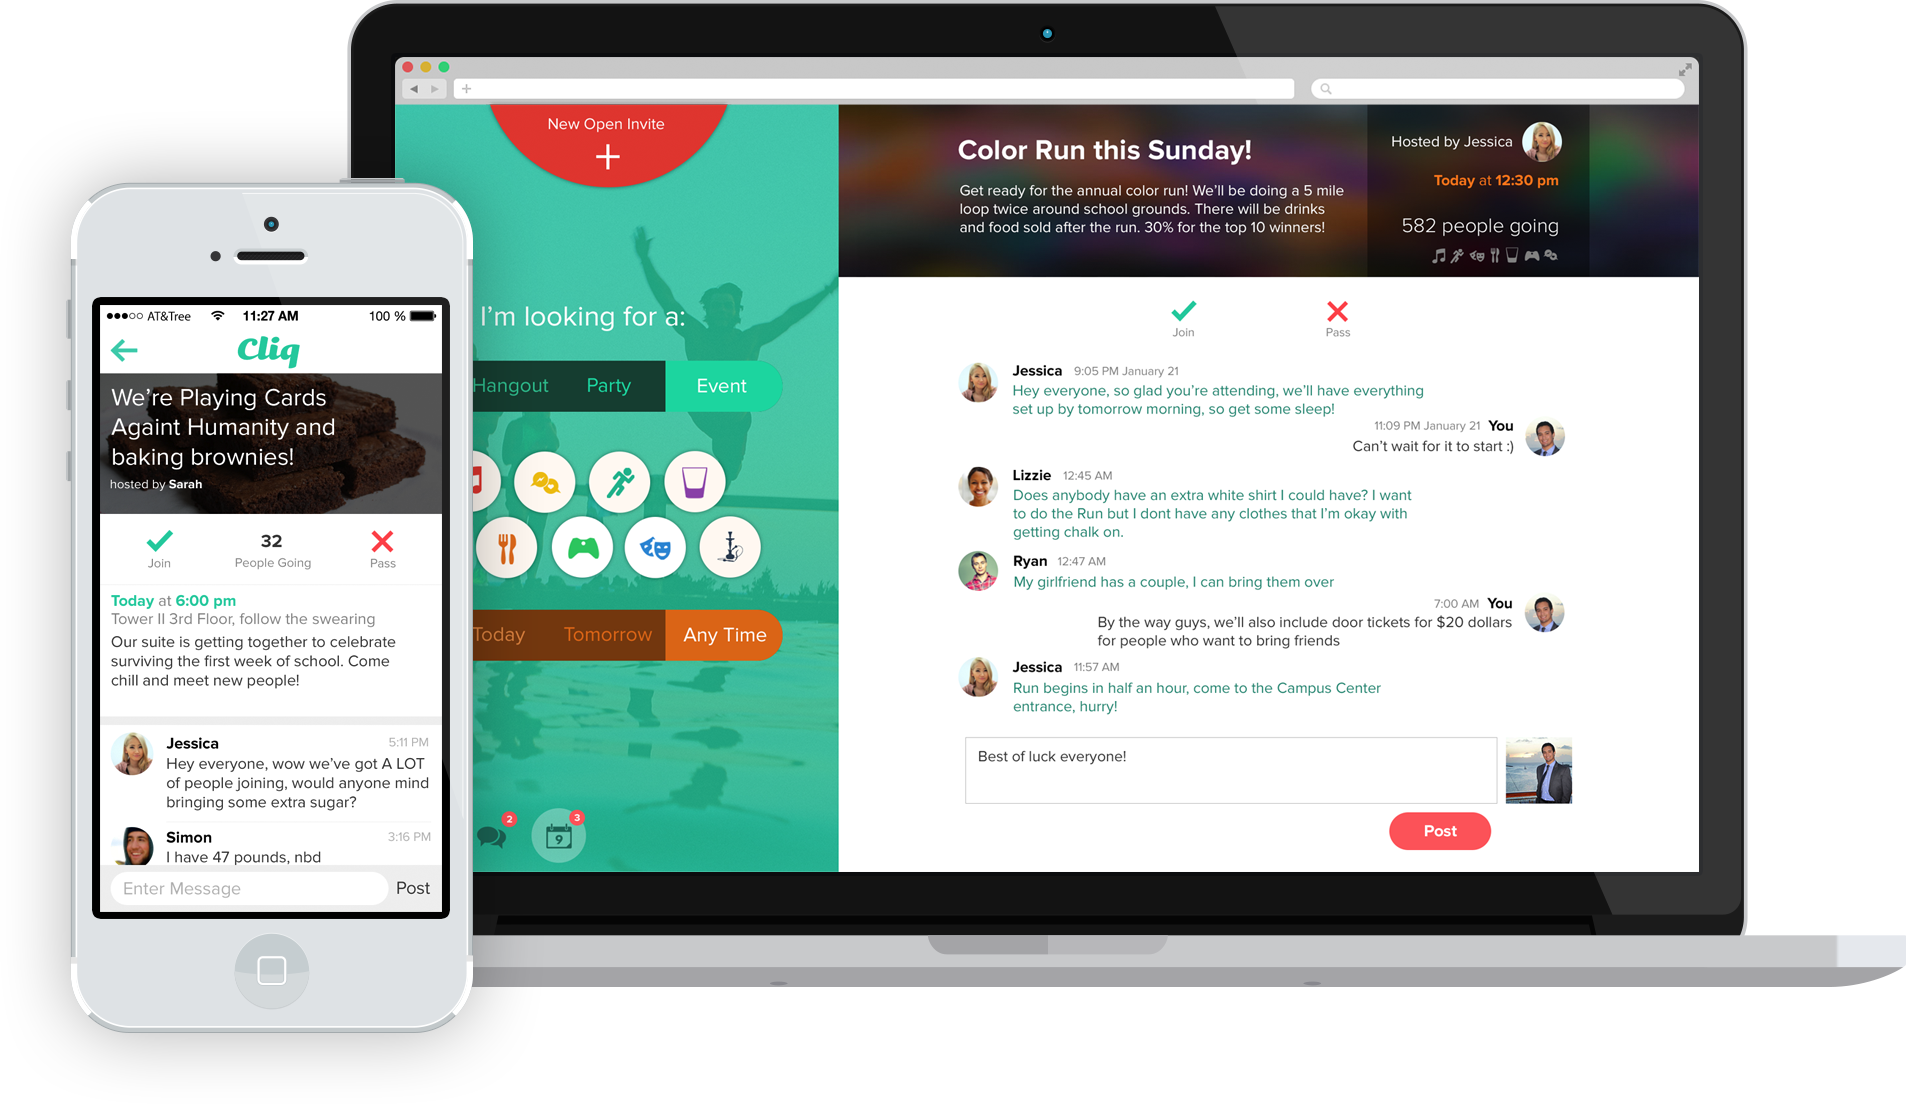 New Open Invite
I'm looking for a:
Hangout Party Event
Today Tomorrow Any Time
2
3
9
Color Run this Sunday!
Get ready for the annual color run! We'll be doing a 5 mile
loop twice around school grounds. There will be drinks
and food sold after the run. 30% for the top 10 winners!
Hosted by Jessica
Today at 12:30 pm
582 people going
Join Pass
Jessica 9:05 PM January 21
Hey everyone, so glad you're attending, we'll have everything
set up by tomorrow morning, so get some sleep!
11:09 PM January 21 You
Can't wait for it to start :)
Lizzie 12:45 AM
Does anybody have an extra white shirt I could have? I want
to do the Run but I dont have any clothes that I'm okay with
getting chalk on.
Ryan 12:47 AM
My girlfriend has a couple, I can bring them over
7:00 AM You
By the way guys, we'll also include door tickets for $20 dollars
for people who want to bring friends
Jessica 11:57 AM
Run begins in half an hour, come to the Campus Center
entrance, hurry!
Best of luck everyone!
Post
AT&Tree 11:27 AM 100 %
Cliq
We're Playing Cards
Againt Humanity and
baking brownies!
hosted by Sarah
Join 32 People Going Pass
Today at 6:00 pm
Tower II 3rd Floor, follow the swearing
Our suite is getting together to celebrate
surviving the first week of school. Come
chill and meet new people!
Jessica 5:11 PM
Hey everyone, wow we've got A LOT
of people joining, would anyone mind
bringing some extra sugar?
Simon 3:16 PM
I have 47 pounds, nbd
Enter Message Post